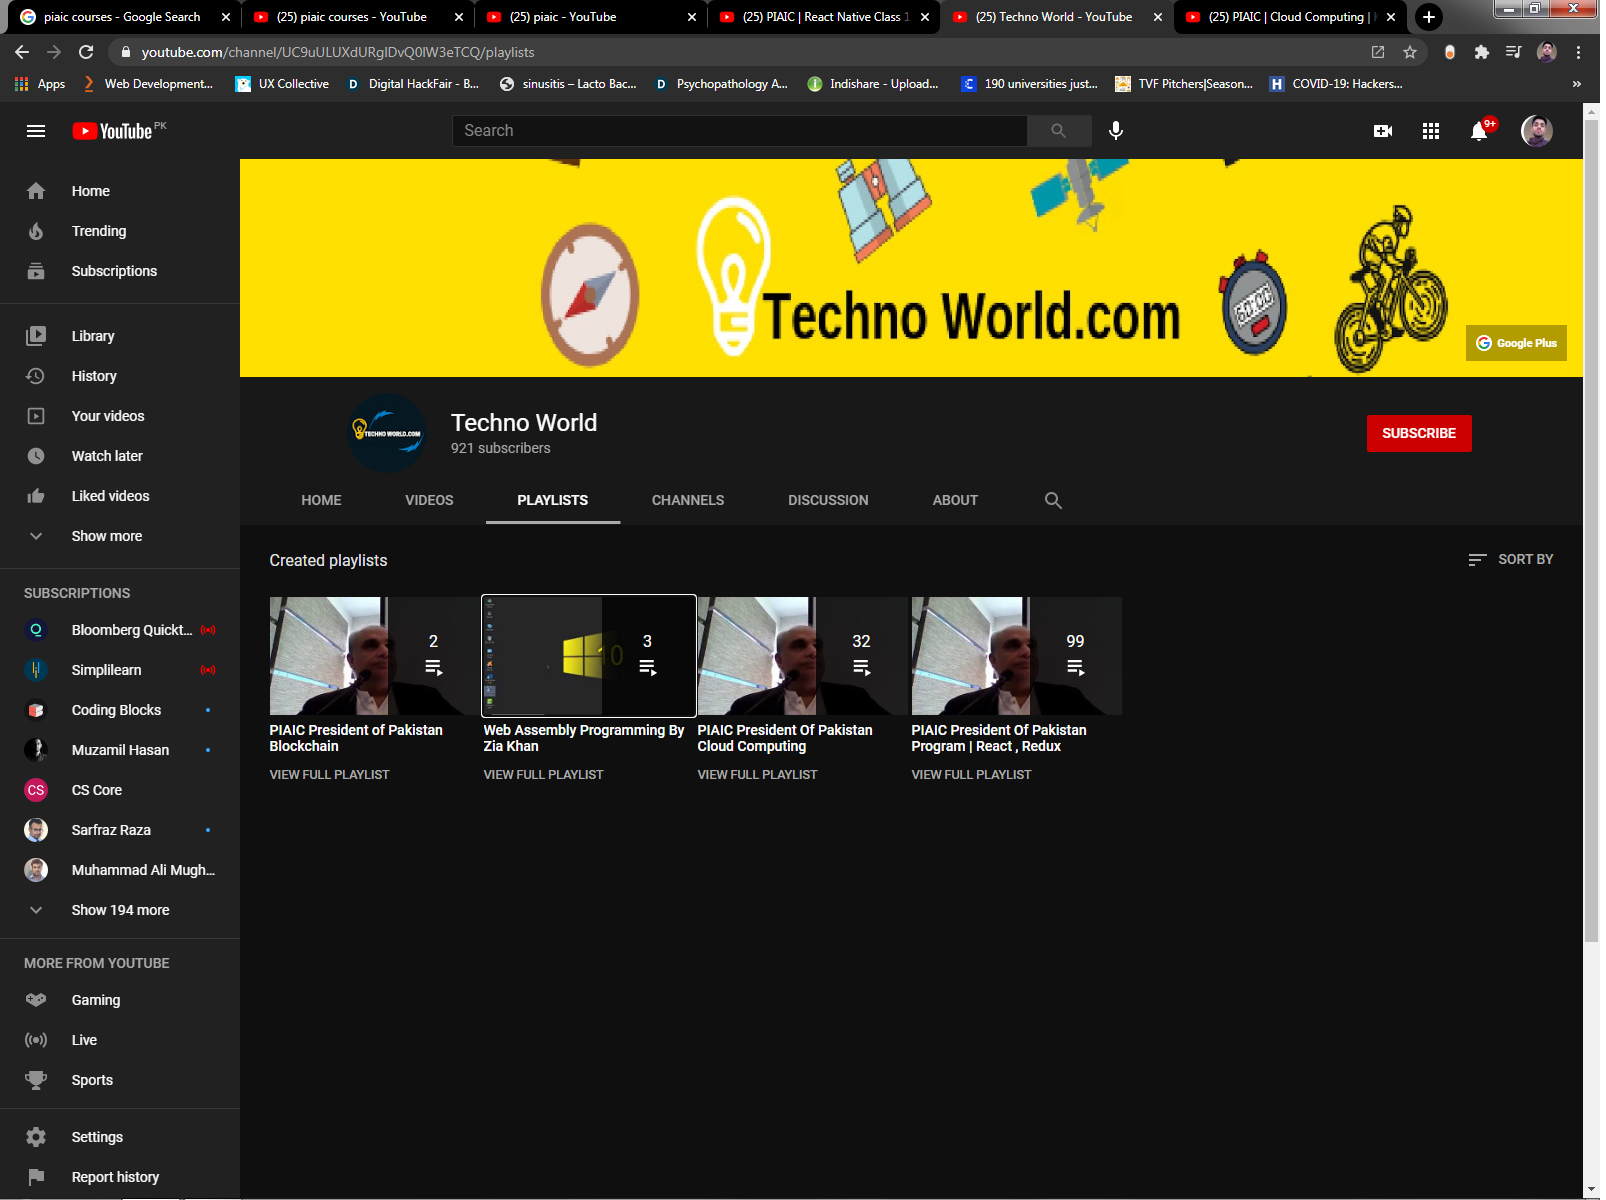 piaic courses - Google Search
(25) piaic courses - YouTube
(25) piaic - YouTube
(25) PIAIC | React Native Class 1
(25) Techno World - YouTube
(25) PIAIC | Cloud Computing |
youtube.com/channel/UC9uULUXdURglDvQ0lW3eTCQ/playlists
Apps
Web Development...
UX Collective
Digital HackFair - B...
sinusitis – Lacto Bac...
Psychopathology A...
Indishare - Upload...
190 universities just...
TVF Pitchers|Season...
COVID-19: Hackers...
YouTube PK
Search
9+
Home
Trending
Subscriptions
Library
History
Your videos
Watch later
Liked videos
Show more
SUBSCRIPTIONS
Bloomberg Quickt...
Simplilearn
Coding Blocks
Muzamil Hasan
CS CS Core
Sarfraz Raza
Muhammad Ali Mugh...
Show 194 more
MORE FROM YOUTUBE
Gaming
Live
Sports
Settings
Report history
Techno World.com
Google Plus
TECHNO WORLD.COM
Techno World
921 subscribers
SUBSCRIBE
HOME
VIDEOS
PLAYLISTS
CHANNELS
DISCUSSION
ABOUT
Created playlists
SORT BY
2
PIAIC President of Pakistan
Blockchain
VIEW FULL PLAYLIST
10
3
Web Assembly Programming By
Zia Khan
VIEW FULL PLAYLIST
32
PIAIC President Of Pakistan
Cloud Computing
VIEW FULL PLAYLIST
99
PIAIC President Of Pakistan
Program | React , Redux
VIEW FULL PLAYLIST